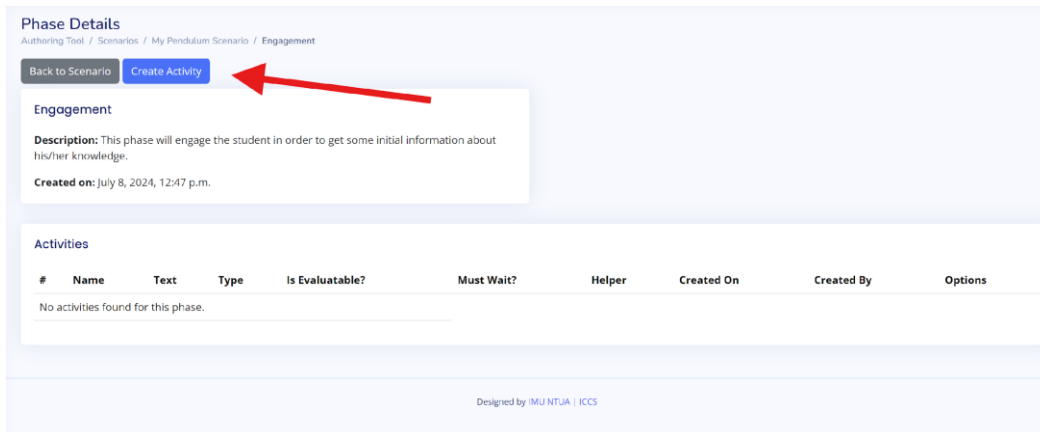 Phase Details
Authoring Tool / Scenarios / My Pendulum Scenario / Engagement
Back to Scenario Create Activity
Engagement
Description: This phase will engage the student in order to get some initial information about
his/her knowledge.
Created on: July 8, 2024, 12:47 p.m.
Activities
# Name Text Type Is Evaluatable? Must Wait? Helper Created On Created By Options
No activities found for this phase.
Designed by IMU NTUA | ICCS